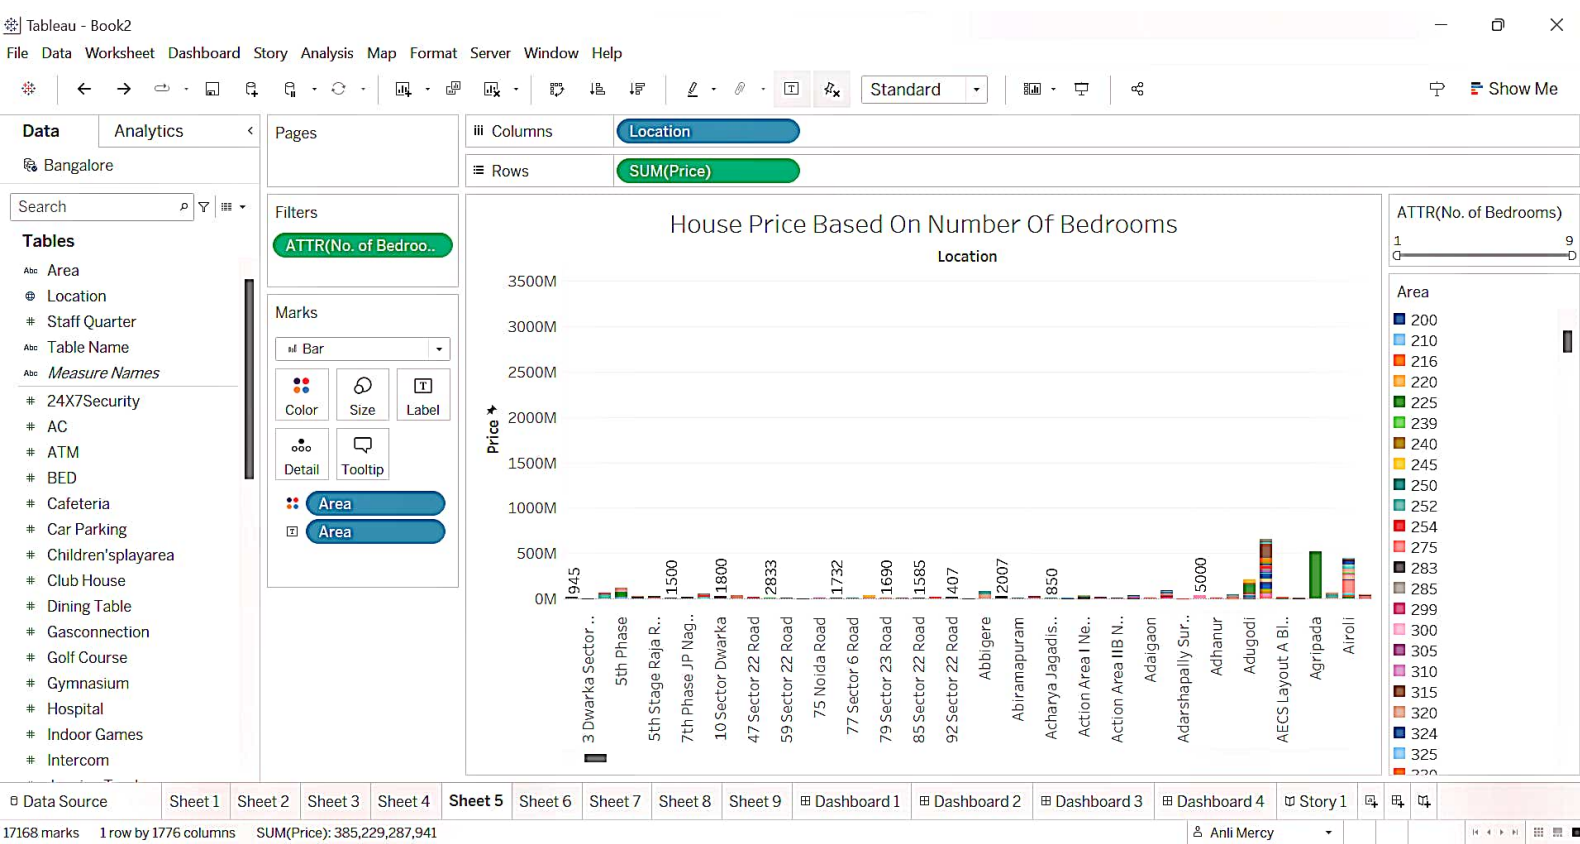 Tableau - Book2
File Data Worksheet Dashboard Story Analysis Map Format Server Window Help
Standard
Show Me
Data Analytics
Bangalore
Search
Tables
Abc Area
Location
# Staff Quarter
Abc Table Name
Abc Measure Names
# 24X7Security
# AC
# ATM
# BED
# Cafeteria
# Car Parking
# Children'splayarea
# Club House
# Dining Table
# Gasconnection
# Golf Course
# Gymnasium
# Hospital
# Indoor Games
# Intercom
Pages
Filters
ATTR(No. of Bedroo..
Marks
Bar
Color Size Label
Detail Tooltip
Area
Area
Columns Location
Rows SUM(Price)
House Price Based On Number Of Bedrooms
Location
Price
3500M
3000M
2500M
2000M
1500M
1000M
500M
0M
945 1500 1800 2833 1732 1690 1585 407 2007 850 5000
3 Dwarka Sector ..
5th Phase
5th Stage Raja R..
7th Phase JP Nag..
10 Sector Dwarka
47 Sector 22 Road
59 Sector 22 Road
75 Noida Road
77 Sector 6 Road
79 Sector 23 Road
85 Sector 22 Road
92 Sector 22 Road
Abbigere
Abiramapuram
Acharya Jagadis..
Action Area I Ne..
Action Area IIB N..
Adaigaon
Adarshapally Sur..
Adhanur
Adugodi
AECS Layout A Bl..
Agripada
Airoli
ATTR(No. of Bedrooms)
1 9
Area
200
210
216
220
225
239
240
245
250
252
254
275
283
285
299
300
305
310
315
320
324
325
Data Source Sheet 1 Sheet 2 Sheet 3 Sheet 4 Sheet 5 Sheet 6 Sheet 7 Sheet 8 Sheet 9 Dashboard 1 Dashboard 2 Dashboard 3 Dashboard 4 Story 1
17168 marks 1 row by 1776 columns SUM(Price): 385,229,287,941
Anli Mercy